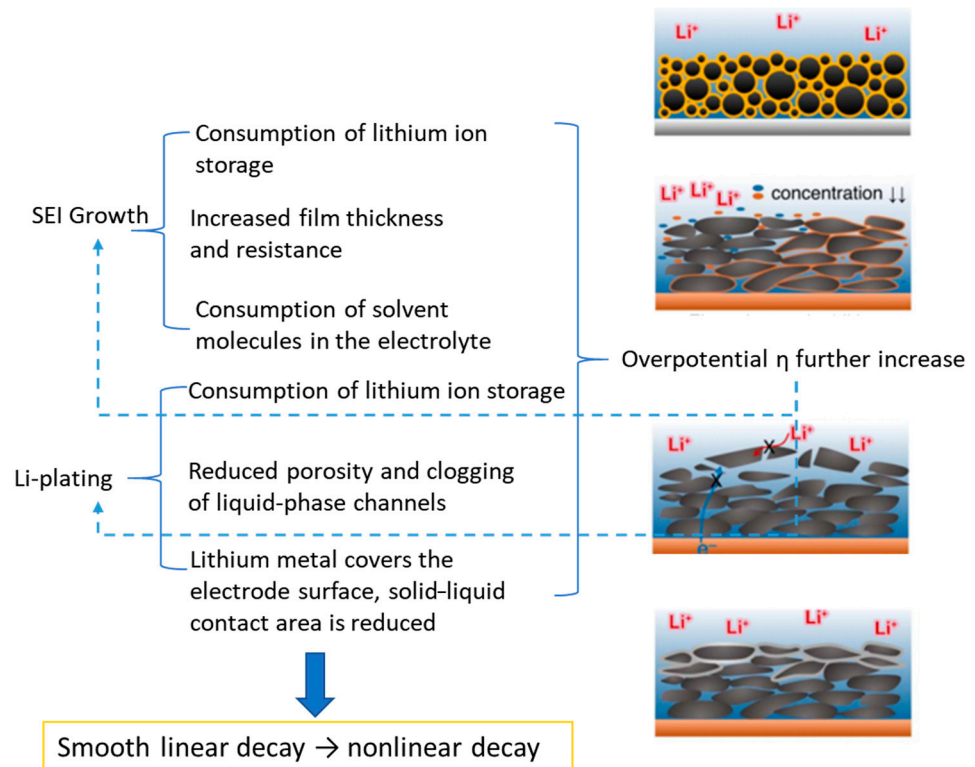 Li⁺
Li⁺
Li⁺
Consumption of lithium ion
storage
SEI Growth
Increased film thickness
and resistance
Consumption of solvent
molecules in the electrolyte
Li⁺ Li⁺ Li⁺
concentration ↓↓
Overpotential η further increase
Consumption of lithium ion storage
Li-plating
Reduced porosity and clogging
of liquid-phase channels
Lithium metal covers the
electrode surface, solid–liquid
contact area is reduced
Li⁺
Li⁺
Li⁺
X
X
e⁻
Li⁺
Li⁺
Li⁺
Li⁺
Smooth linear decay → nonlinear decay